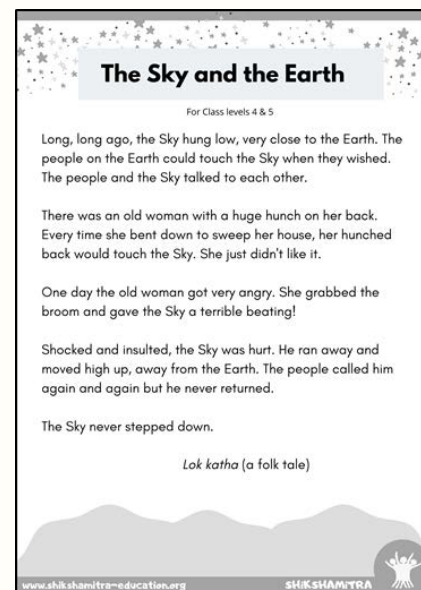 The Sky and the Earth
For Class levels 4 & 5
Long, long ago, the Sky hung low, very close to the Earth. The
people on the Earth could touch the Sky when they wished.
The people and the Sky talked to each other.
There was an old woman with a huge hunch on her back.
Every time she bent down to sweep her house, her hunched
back would touch the Sky. She just didn't like it.
One day the old woman got very angry. She grabbed the
broom and gave the Sky a terrible beating!
Shocked and insulted, the Sky was hurt. He ran away and
moved high up, away from the Earth. The people called him
again and again but he never returned.
The Sky never stepped down.
Lok katha (a folk tale)
www.shikshamitra-education.org SHIKSHAMITRA